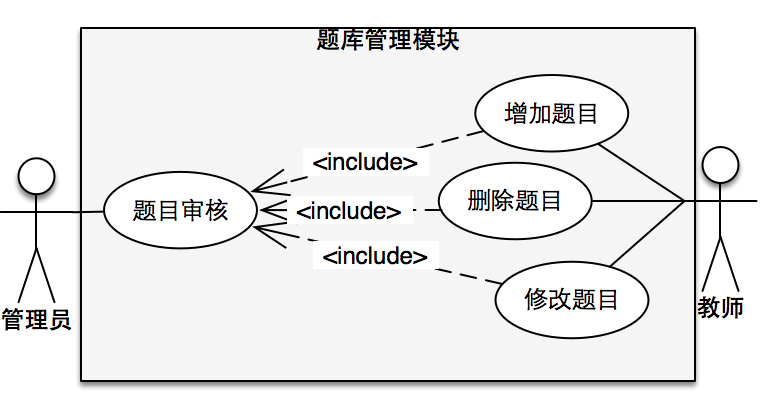 题库管理模块
增加题目
<include>
题目审核
删除题目
<include>
<include>
修改题目
管理员
教师